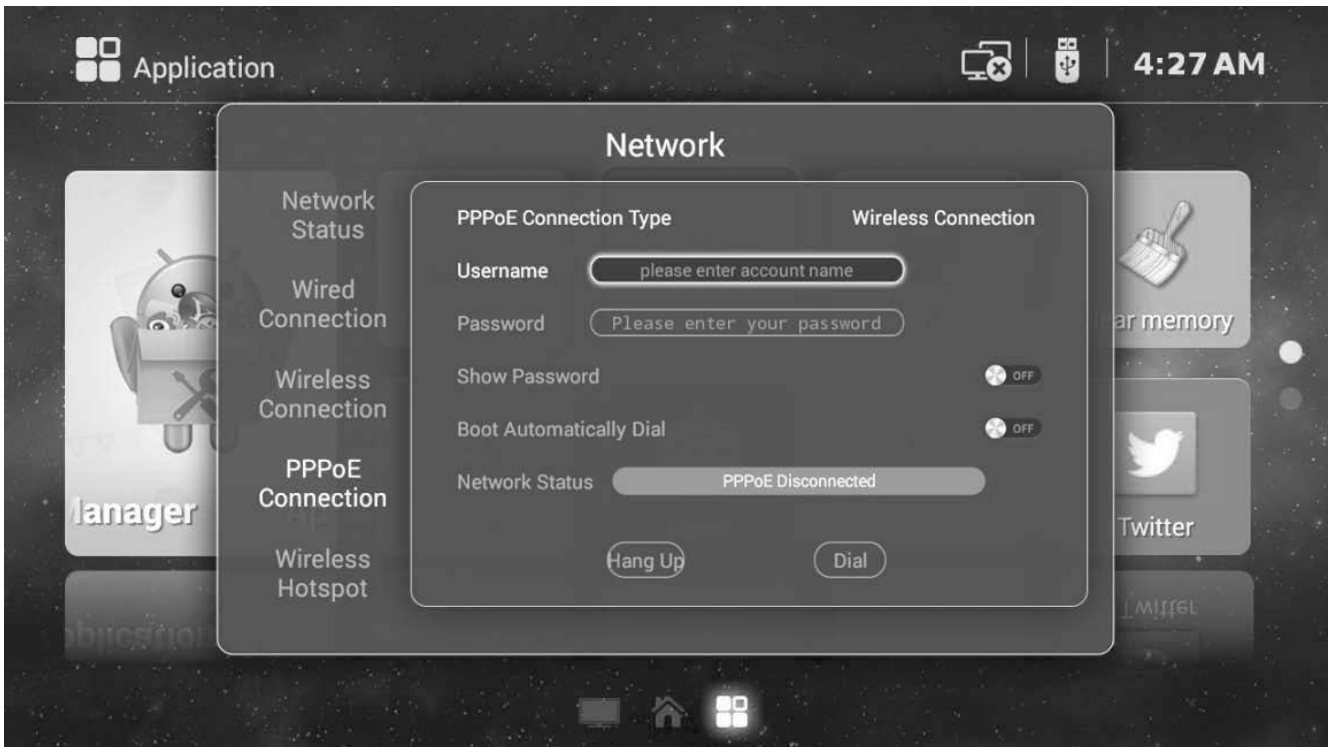 Application
4:27 AM
Network
Network
Status
Wired
Connection
Wireless
Connection
PPPoE
Connection
Wireless
Hotspot
PPPoE Connection Type
Wireless Connection
Username
please enter account name
Password
Please enter your password
Show Password
OFF
Boot Automatically Dial
OFF
Network Status
PPPoE Disconnected
Hang Up
Dial
memory
Twitter
Twitter